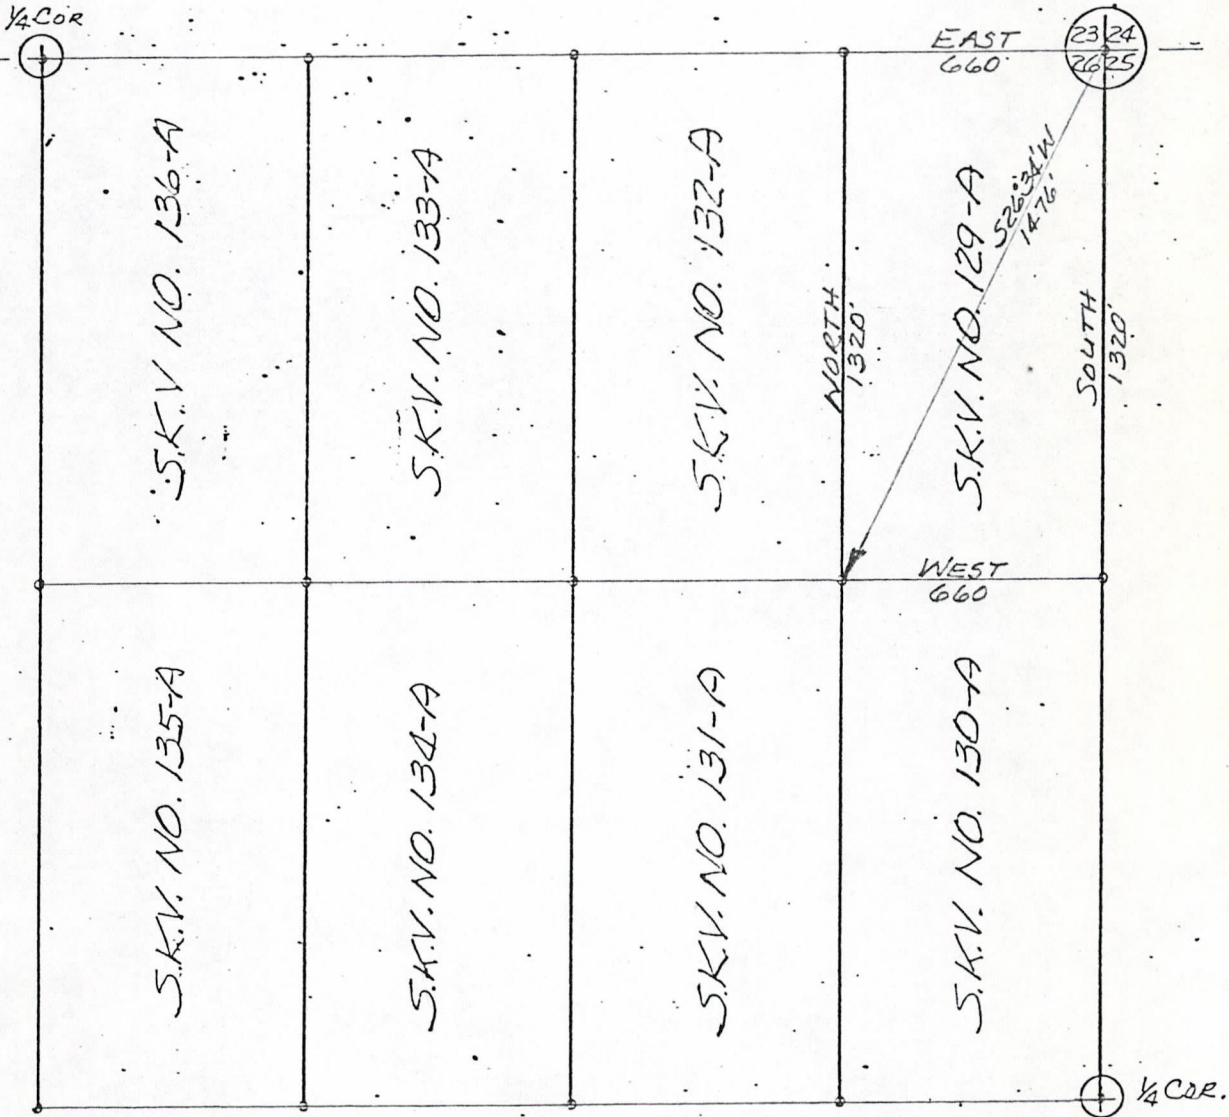 1/4 COR
EAST
660
23 24
26 25
S.K.V. NO. 136-A
S.K.V. NO. 133-A
S.K.V. NO. 132-A
S.K.V. NO. 129-A
S26°34'W
1476'
NORTH
1320'
SOUTH
1320'
WEST
660
S.K.V. NO. 135-A
S.K.V. NO. 134-A
S.K.V. NO. 131-A
S.K.V. NO. 130-A
1/4 COR.